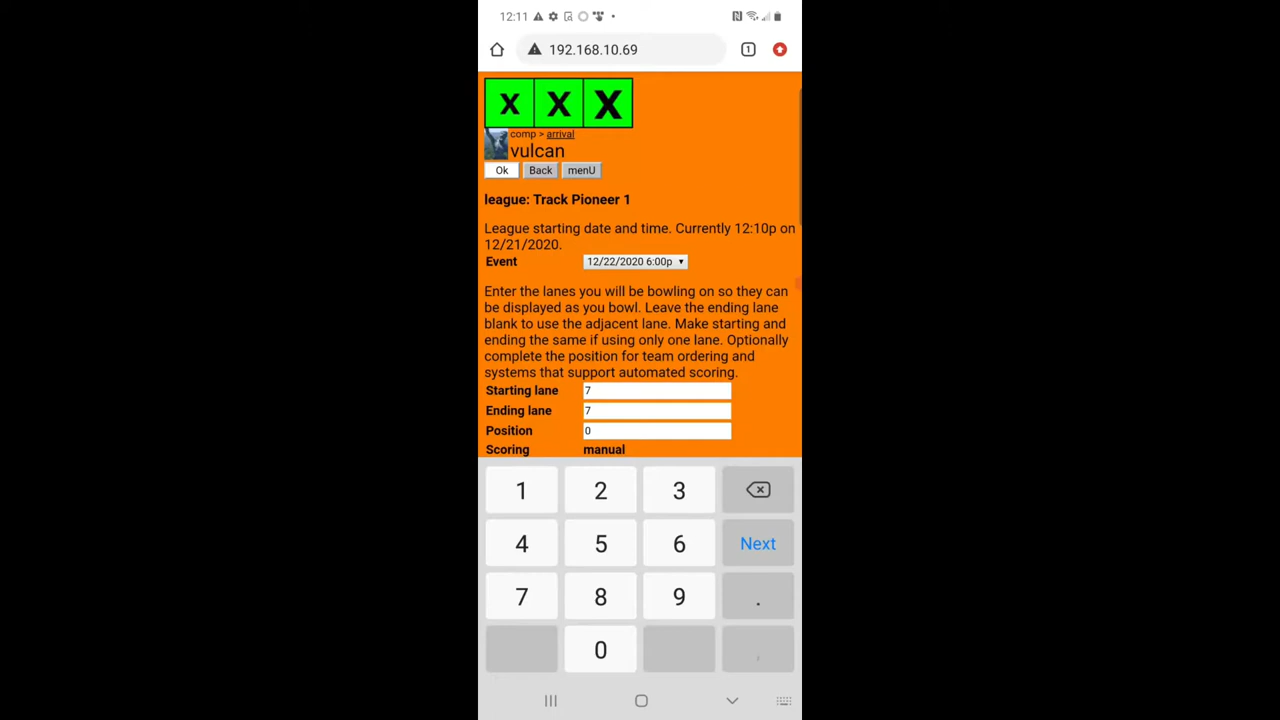 12:11
192.168.10.69
1
X X X
comp > arrival
vulcan
Ok Back menU
league: Track Pioneer 1
League starting date and time. Currently 12:10p on
12/21/2020.
Event 12/22/2020 6:00p
Enter the lanes you will be bowling on so they can
be displayed as you bowl. Leave the ending lane
blank to use the adjacent lane. Make starting and
ending the same if using only one lane. Optionally
complete the position for team ordering and
systems that support automated scoring.
Starting lane 7
Ending lane 7
Position 0
Scoring manual
1 2 3
4 5 6 Next
7 8 9 .
0 ,